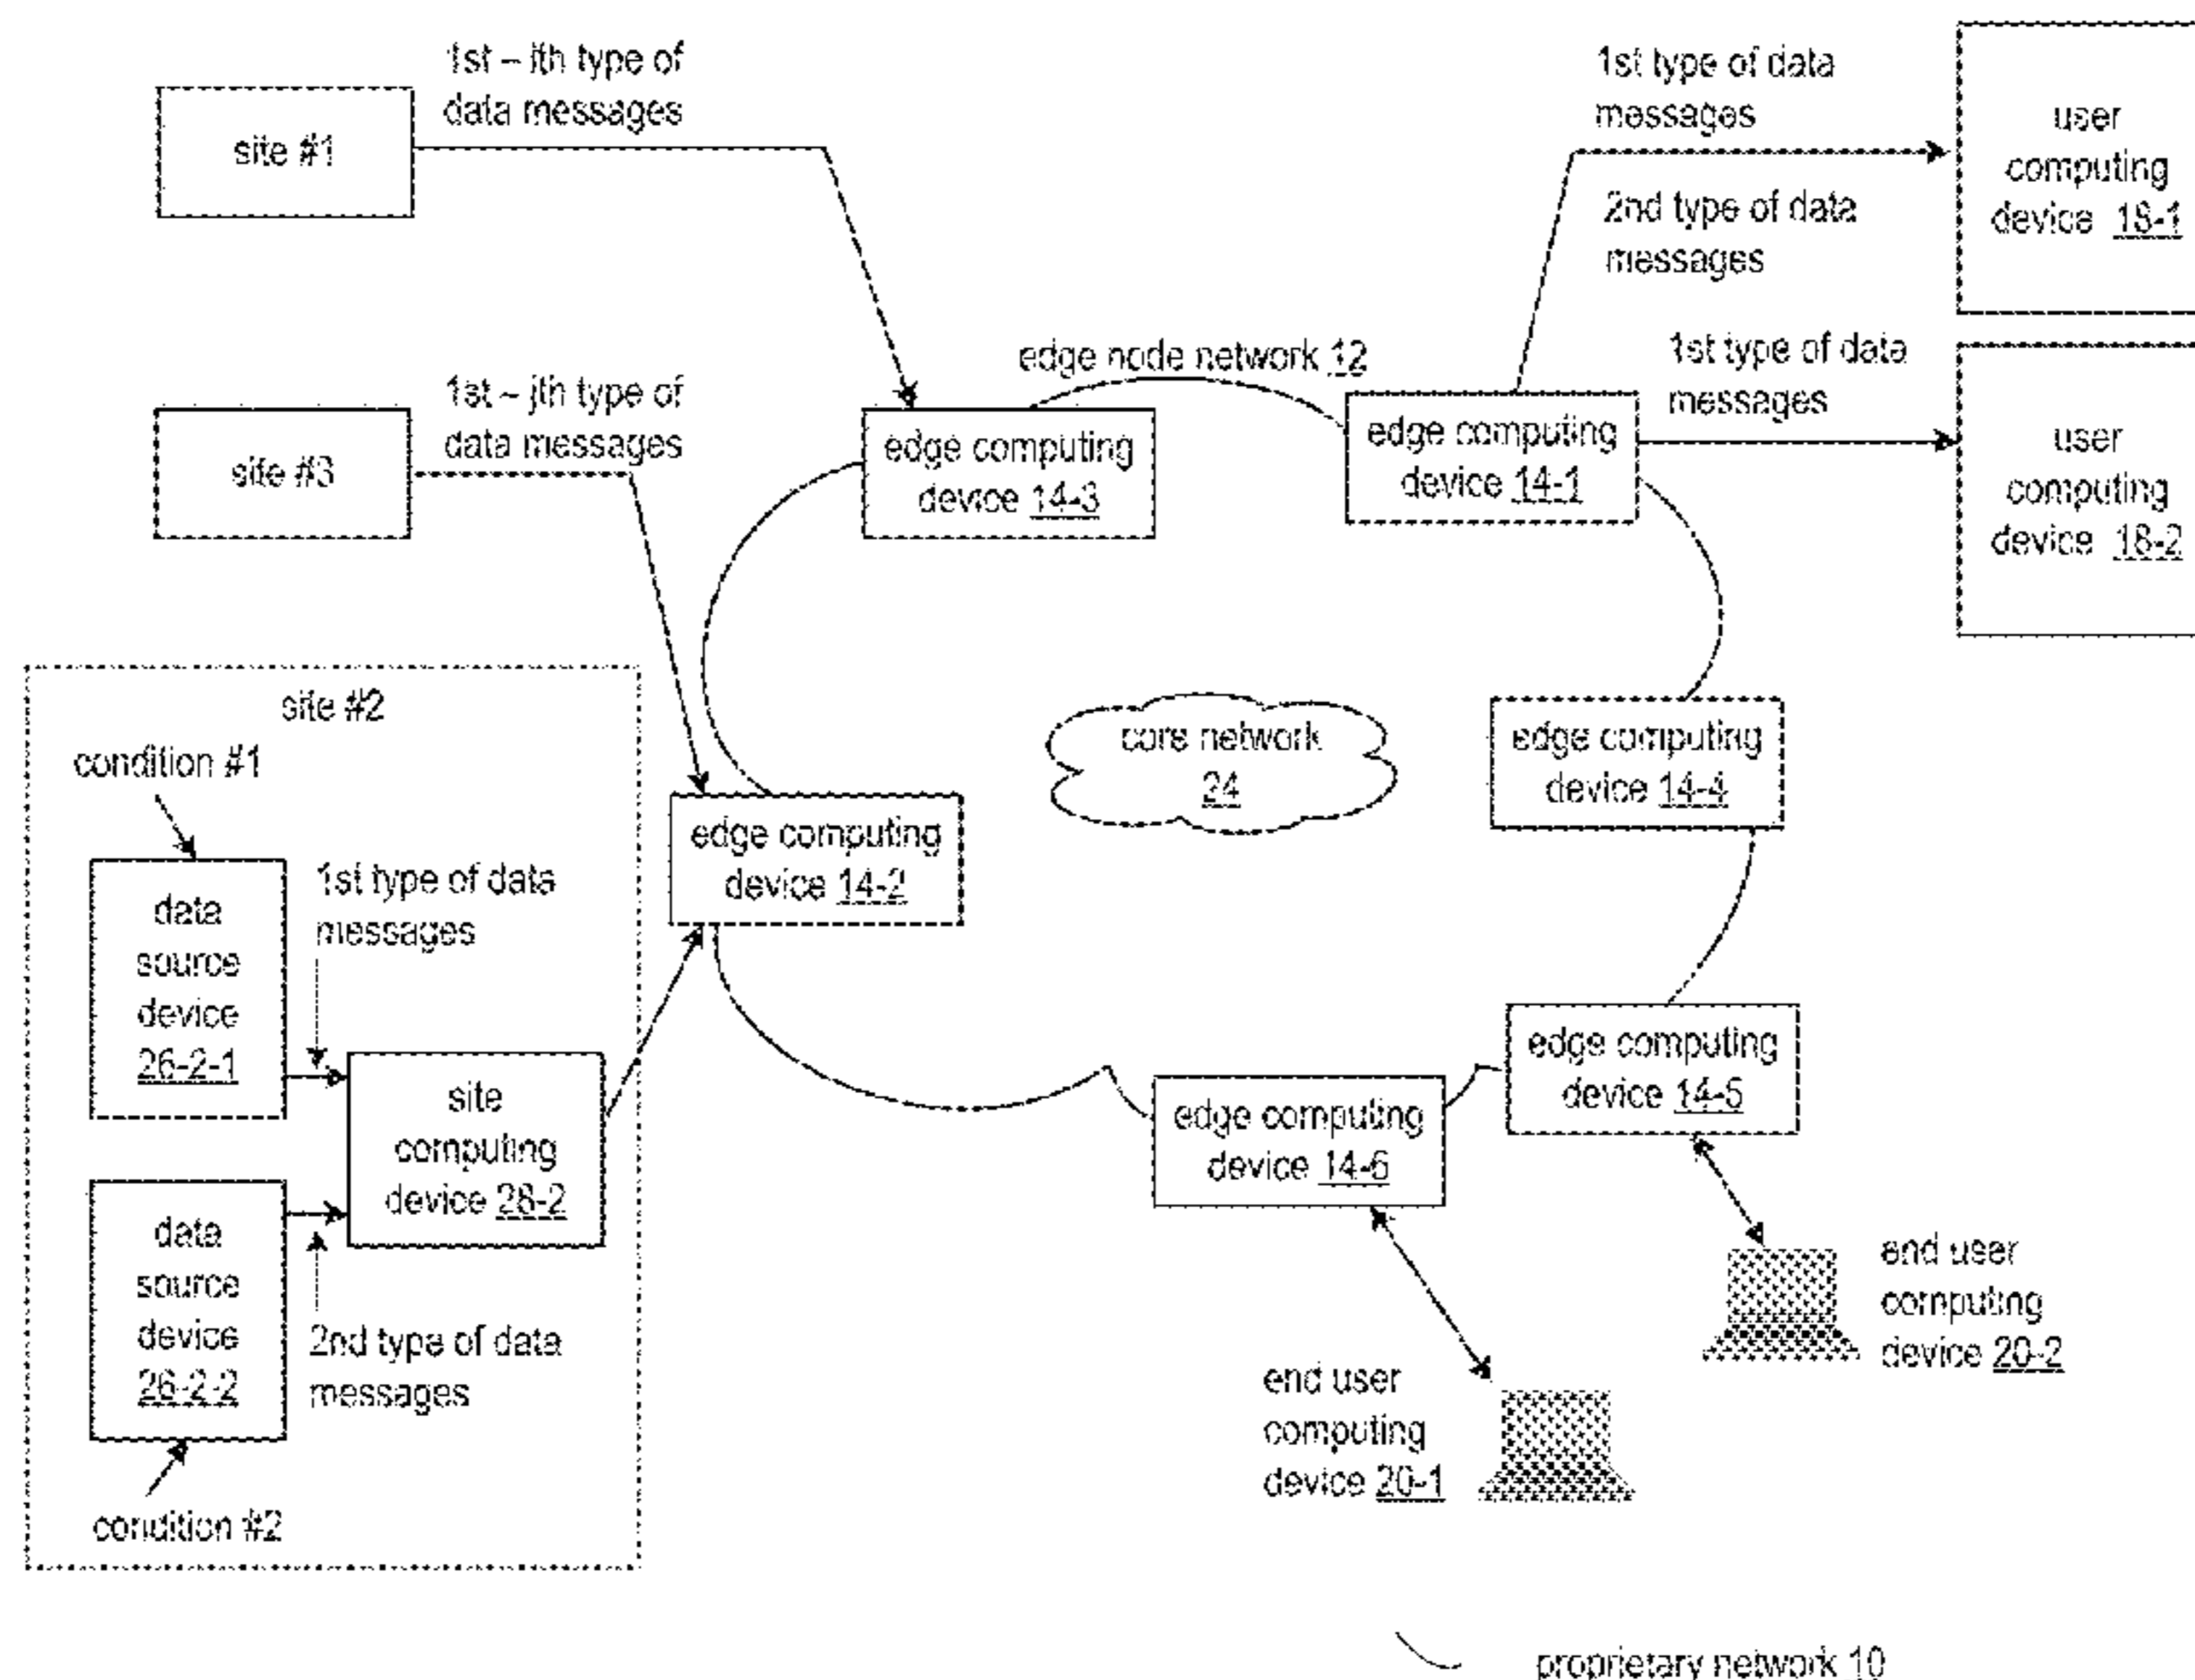 1st – ith type of
data messages
site #1
1st type of data
messages
2nd type of data
messages
user
computing
device 18-1
edge node network 12
1st type of data
messages
1st – jth type of
data messages
site #3
edge computing
device 14-3
edge computing
device 14-1
user
computing
device 18-2
site #2
condition #1
core network
24
edge computing
device 14-4
edge computing
device 14-2
data
source
device
26-2-1
1st type of data
messages
site
computing
device 28-2
edge computing
device 14-5
edge computing
device 14-6
data
source
device
26-2-2
2nd type of data
messages
condition #2
end user
computing
device 20-2
end user
computing
device 20-1
proprietary network 10